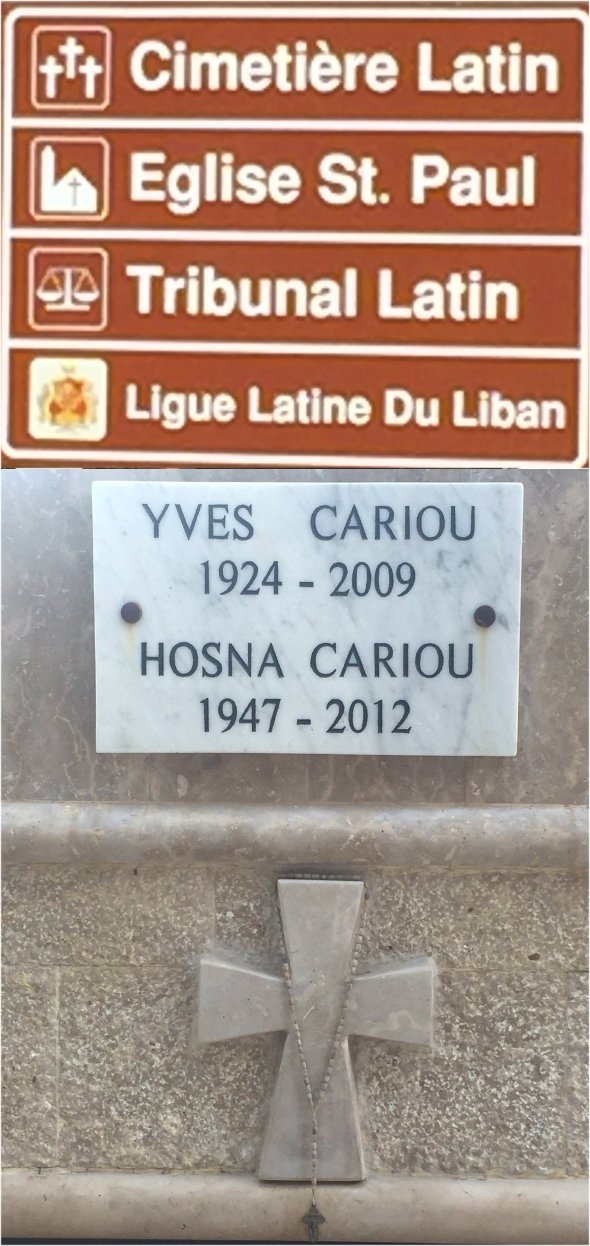 Cimetière Latin
Eglise St. Paul
Tribunal Latin
Ligue Latine Du Liban
YVES CARIOU
1924 - 2009
HOSNA CARIOU
1947 - 2012